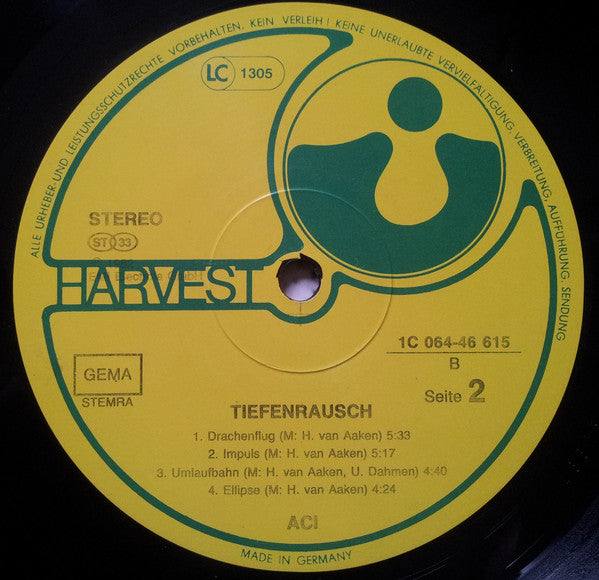 ALLE URHEBER UND LEISTUNGSSCHUTZRECHTE VORBEHALTEN. KEIN VERLEIH! KEINE UNERLAUBTE VERVIELFÄLTIGUNG, VERBREITUNG, AUFFÜHRUNG, SENDUNG
LC 1305
STEREO
ST 33
HARVEST
1C 064-46 615
B
GEMA
STEMRA
Seite 2
TIEFENRAUSCH
1. Drachenflug (M: H. van Aaken) 5:33
2. Impuls (M: H. van Aaken) 5:17
3. Umlaufbahn (M: H. van Aaken, U. Dahmen) 4:40
4. Ellipse (M: H. van Aaken) 4:24
ACI
MADE IN GERMANY